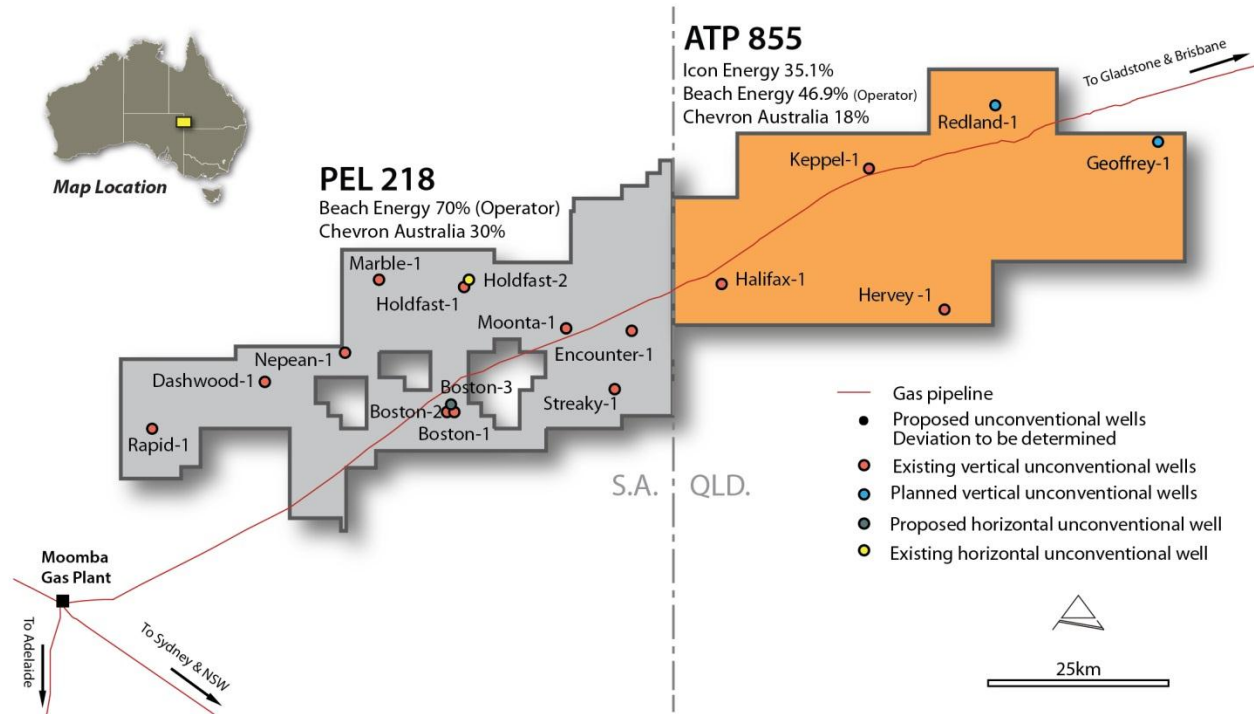 Map Location
PEL 218
Beach Energy 70% (Operator)
Chevron Australia 30%
ATP 855
Icon Energy 35.1%
Beach Energy 46.9% (Operator)
Chevron Australia 18%
To Gladstone & Brisbane
Redland-1
Keppel-1
Geoffrey-1
Marble-1
Holdfast-2
Holdfast-1
Halifax-1
Hervey -1
Moonta-1
Encounter-1
Nepean-1
Dashwood-1
Boston-3
Streaky-1
Boston-2
Boston-1
Rapid-1
S.A.
QLD.
Gas pipeline
Proposed unconventional wells
Deviation to be determined
Existing vertical unconventional wells
Planned vertical unconventional wells
Proposed horizontal unconventional well
Existing horizontal unconventional well
Moomba
Gas Plant
To Adelaide
To Sydney & NSW
25km